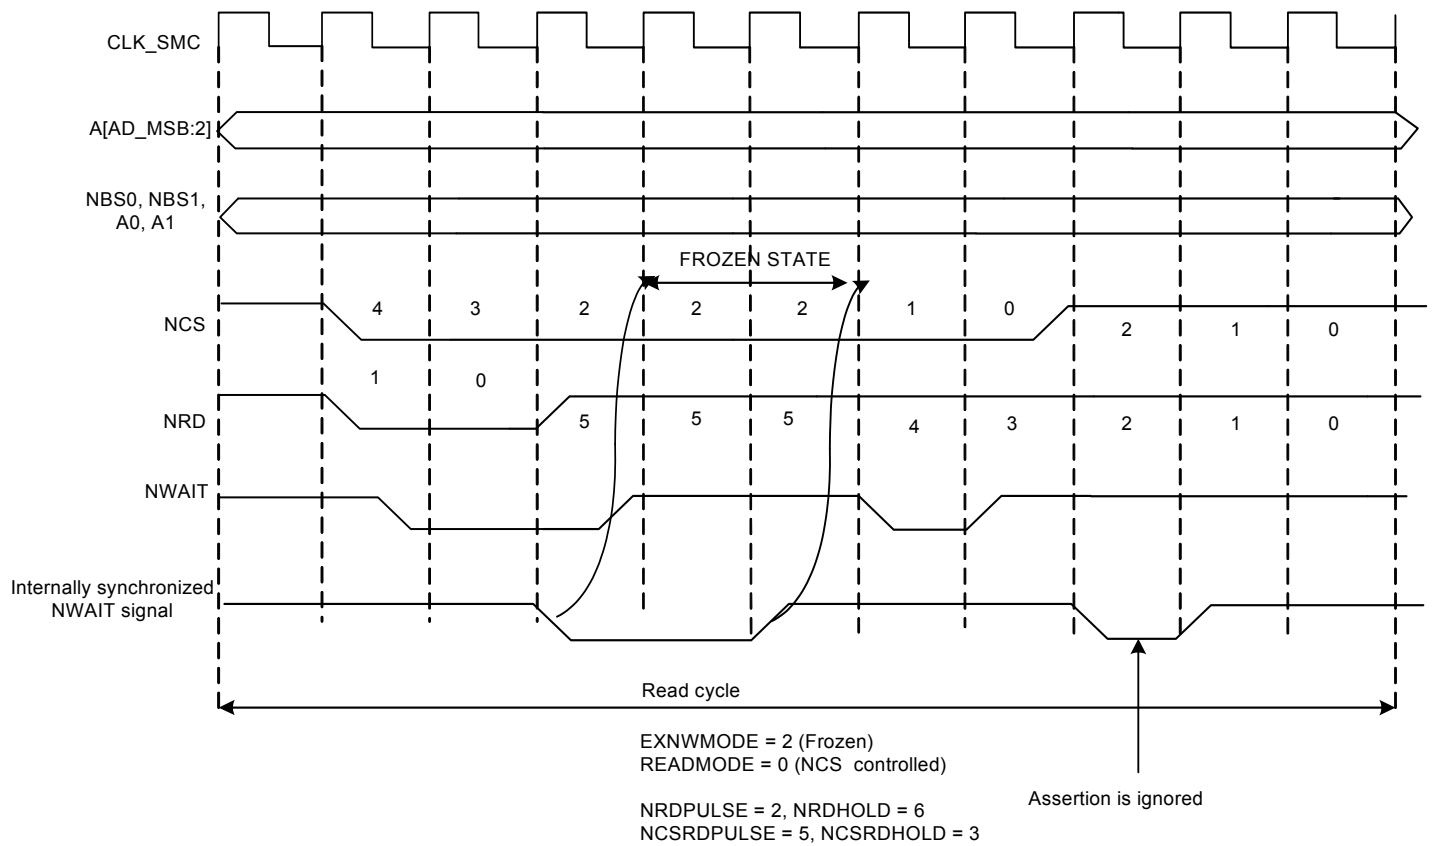 CLK_SMC
A[AD_MSB:2]
NBS0, NBS1,
A0, A1
FROZEN STATE
NCS
4 3 2 2 2 1 0
2 1 0
1 0
NRD
5 5 5 4 3 2 1 0
NWAIT
Internally synchronized
NWAIT signal
Read cycle
EXNWMODE = 2 (Frozen)
READMODE = 0 (NCS controlled)
Assertion is ignored
NRDPULSE = 2, NRDHOLD = 6
NCSRDPULSE = 5, NCSRDHOLD = 3